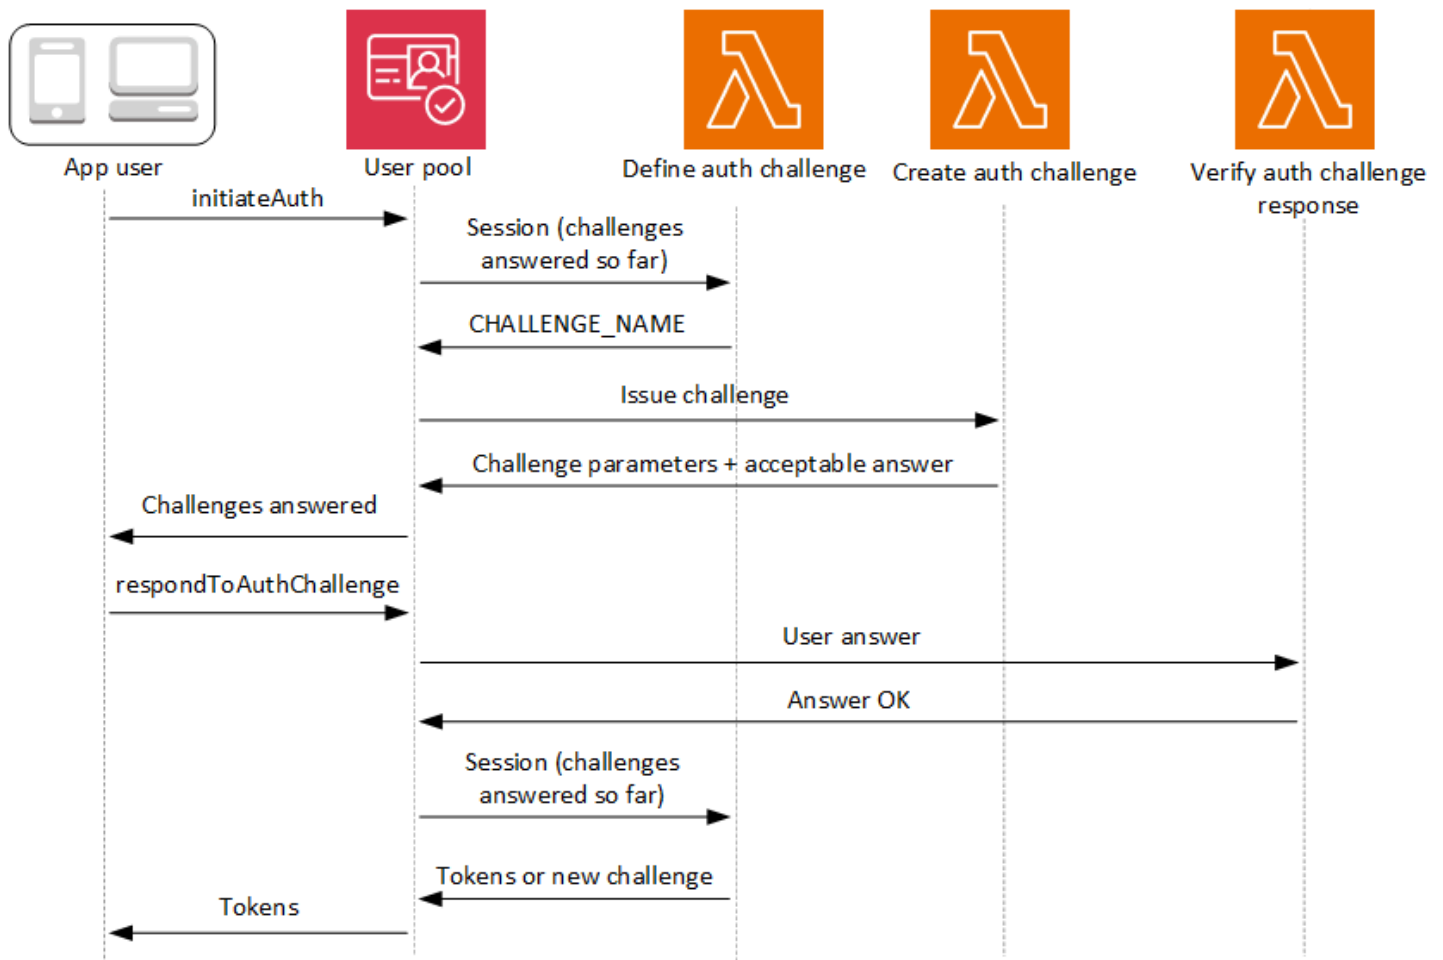 App user
User pool
Define auth challenge
Create auth challenge
Verify auth challenge
response
initiateAuth
Session (challenges
answered so far)
CHALLENGE_NAME
Issue challenge
Challenge parameters + acceptable answer
Challenges answered
respondToAuthChallenge
User answer
Answer OK
Session (challenges
answered so far)
Tokens or new challenge
Tokens